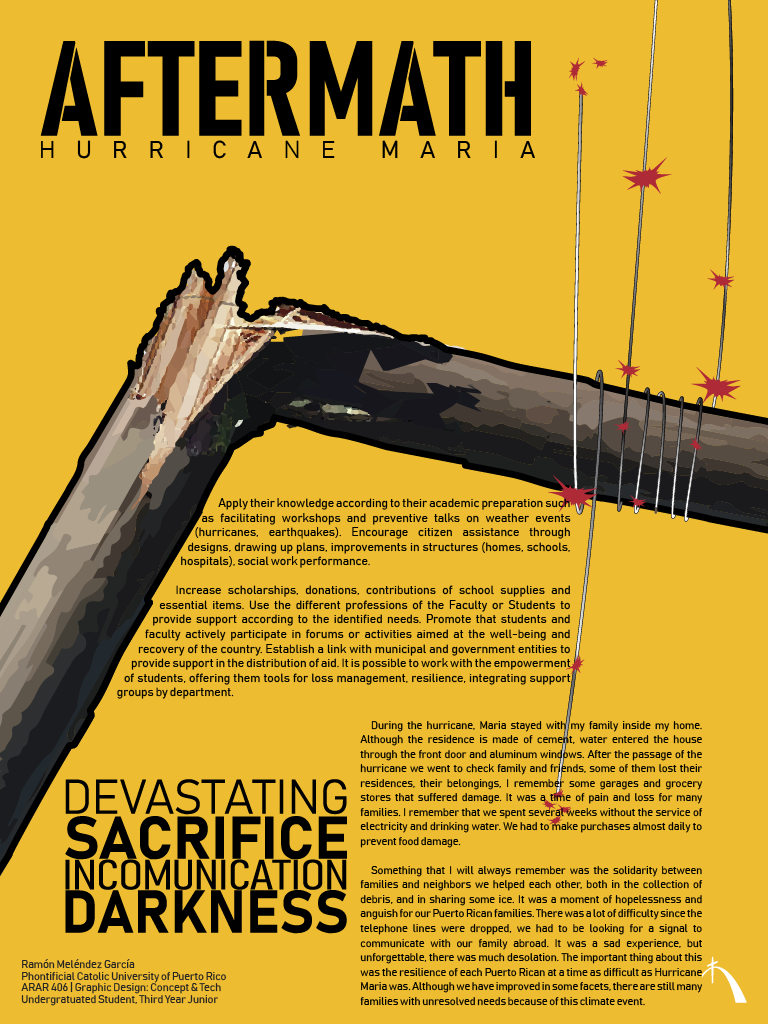 AFTERMATH
HURRICANE MARIA
Apply their knowledge according to their academic preparation such
as facilitating workshops and preventive talks on weather events
(hurricanes, earthquakes). Encourage citizen assistance through
designs, drawing up plans, improvements in structures (homes, schools,
hospitals), social work performance.
Increase scholarships, donations, contributions of school supplies and
essential items. Use the different professions of the Faculty or Students to
provide support according to the identified needs. Promote that students and
faculty actively participate in forums or activities aimed at the well-being and
recovery of the country. Establish a link with municipal and government entities to
provide support in the distribution of aid. It is possible to work with the empowerment
of students, offering them tools for loss management, resilience, integrating support
groups by department.
During the hurricane, Maria stayed with my family inside my home.
Although the residence is made of cement, water entered the house
through the front door and aluminum windows. After the passage of the
hurricane we went to check family and friends, some of them lost their
residences, their belongings, I remember some garages and grocery
stores that suffered damage. It was a time of pain and loss for many
families. I remember that we spent several weeks without the service of
electricity and drinking water. We had to make purchases almost daily to
prevent food damage.
Something that I will always remember was the solidarity between
families and neighbors we helped each other, both in the collection of
debris, and in sharing some ice. It was a moment of hopelessness and
anguish for our Puerto Rican families. There was a lot of difficulty since the
telephone lines were dropped, we had to be looking for a signal to
communicate with our family abroad. It was a sad experience, but
unforgettable, there was much desolation. The important thing about this
was the resilience of each Puerto Rican at a time as difficult as Hurricane
Maria was. Although we have improved in some facets, there are still many
families with unresolved needs because of this climate event.
DEVASTATING
SACRIFICE
INCOMUNICATION
DARKNESS
Ramón Meléndez García
Phontificial Catolic University of Puerto Rico
ARAR 406 | Graphic Design: Concept & Tech
Undergratuated Student, Third Year Junior